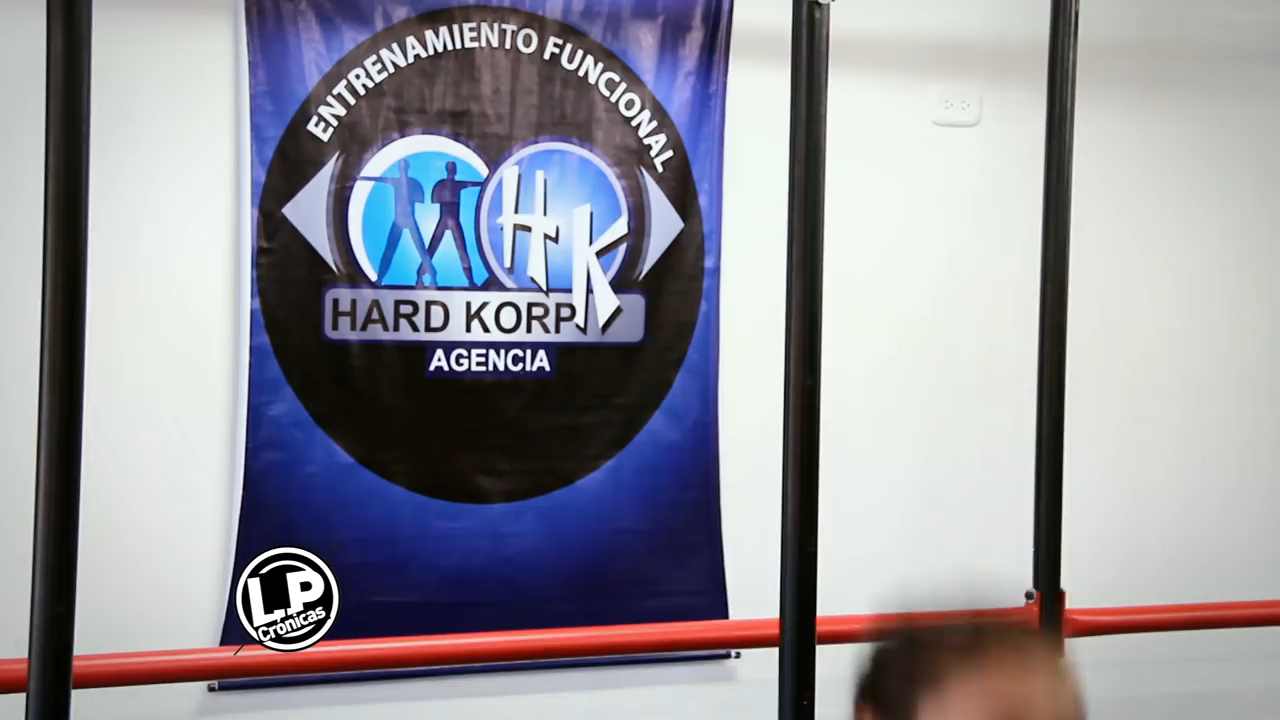 ENTRENAMIENTO FUNCIONAL
HK
HARD KORP
AGENCIA
LP
Crónicas